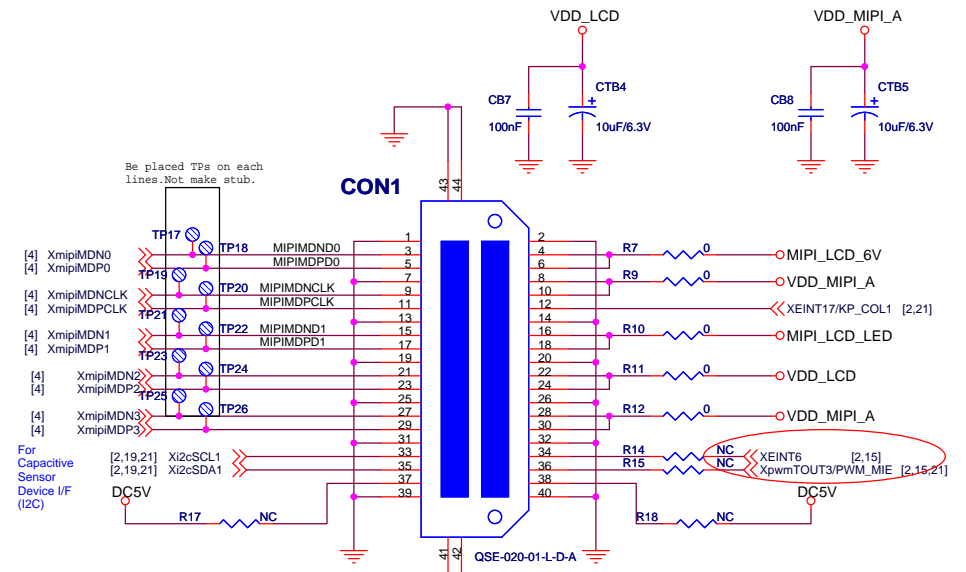 VDD_LCD
VDD_MIPI_A
CB7
100nF
CTB4
+
10uF/6.3V
CB8
100nF
CTB5
+
10uF/6.3V
Be placed TPs on each
lines.Not make stub.
CON1
43
44
TP17
TP18
TP19
TP20
TP21
TP22
TP23
TP24
TP25
TP26
[4] XmipiMDN0
[4] XmipiMDP0
[4] XmipiMDNCLK
[4] XmipiMDPCLK
[4] XmipiMDN1
[4] XmipiMDP1
[4] XmipiMDN2
[4] XmipiMDP2
[4] XmipiMDN3
[4] XmipiMDP3
MIPIMDND0
MIPIMDPD0
MIPIMDNCLK
MIPIMDPCLK
MIPIMDND1
MIPIMDPD1
1
3
5
7
9
11
13
15
17
19
21
23
25
27
29
31
33
35
37
39
2
4
6
8
10
12
14
16
18
20
22
24
26
28
30
32
34
36
38
40
R7 0 MIPI_LCD_6V
R9 0 VDD_MIPI_A
XEINT17/KP_COL1 [2,21]
R10 0 MIPI_LCD_LED
R11 0 VDD_LCD
R12 0 VDD_MIPI_A
R14 NC XEINT6 [2,15]
R15 NC XpwmTOUT3/PWM_MIE [2,15,21]
DC5V
R18 NC
For
Capacitive
Sensor
Device I/F
(I2C)
[2,19,21] Xi2cSCL1
[2,19,21] Xi2cSDA1
DC5V
R17 NC
41
42
QSE-020-01-L-D-A